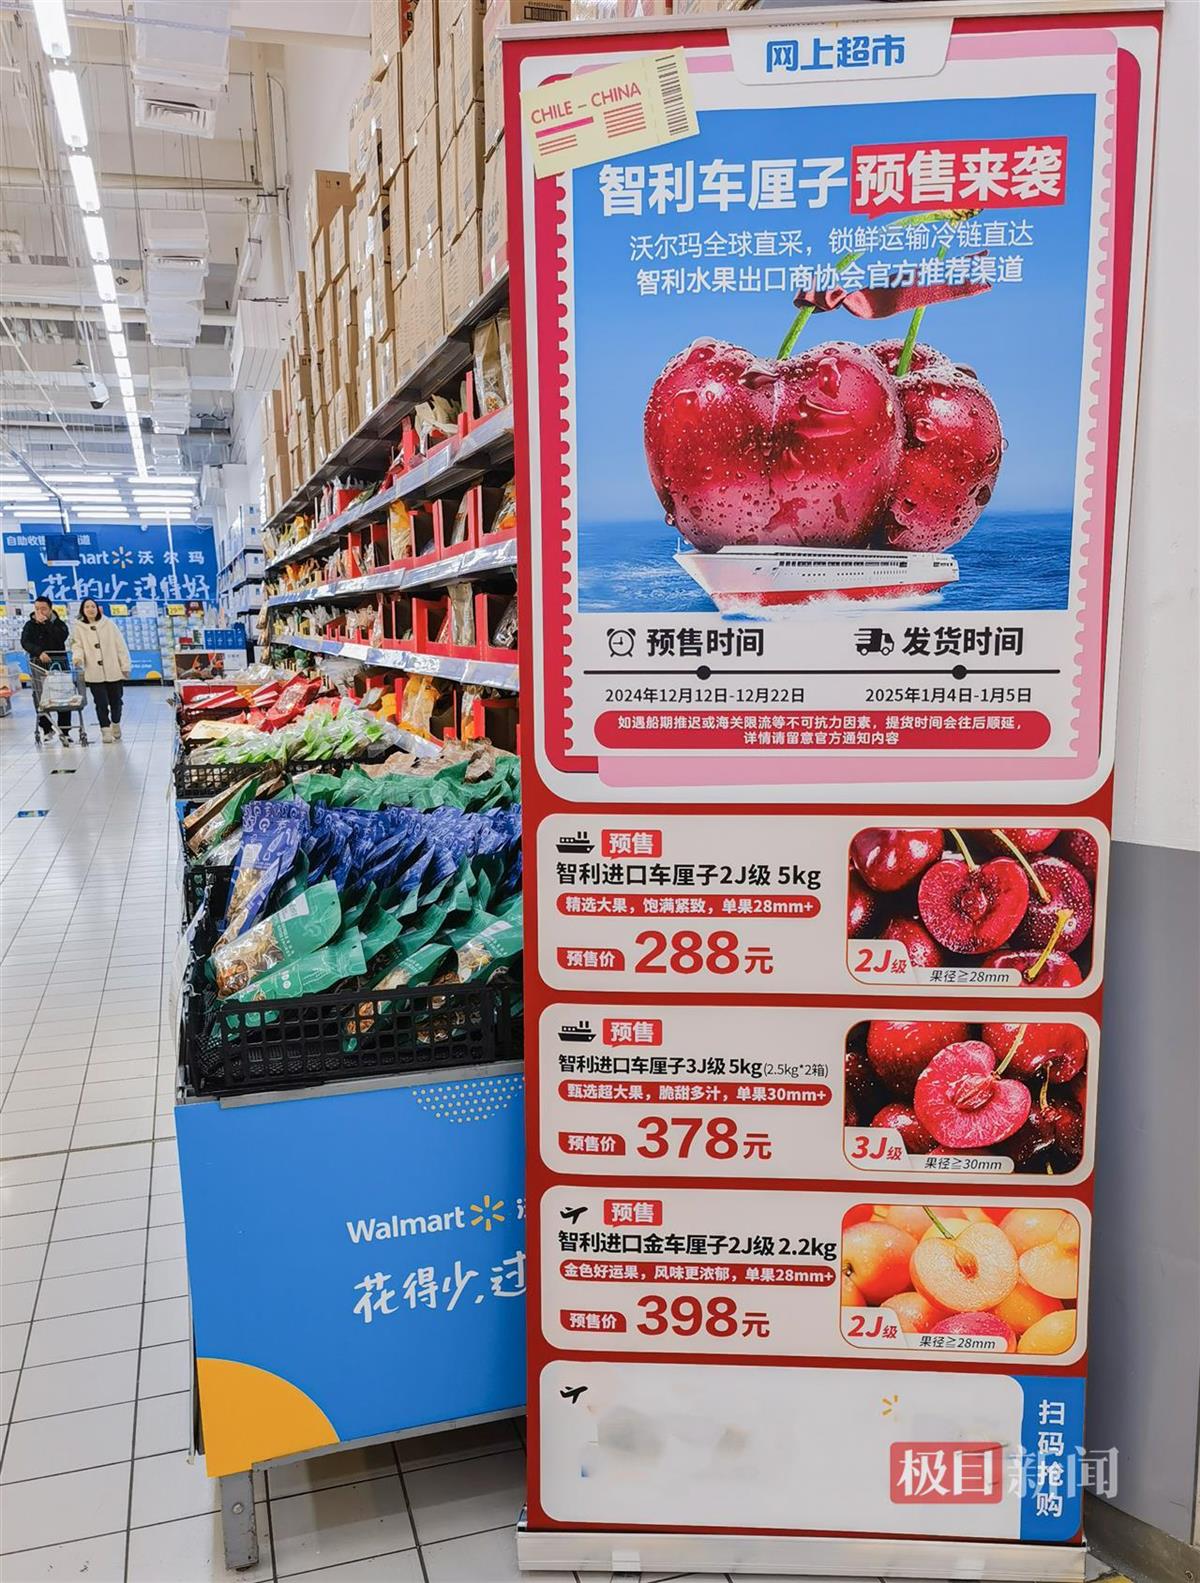 网上超市
CHILE – CHINA
智利车厘子预售来袭
沃尔玛全球直采，锁鲜运输冷链直达
智利水果出口商协会官方推荐渠道
预售时间 发货时间
2024年12月12日-12月22日 2025年1月4日-1月5日
如遇船期推迟或海关限流等不可抗力因素，提货时间会往后顺延，
详情请留意官方通知内容
预售
智利进口车厘子2J级 5kg
精选大果，饱满紧致，单果28mm+
预售价 288元
2J级 果径≧28mm
预售
智利进口车厘子3J级 5kg(2.5kg*2箱)
甄选超大果，脆甜多汁，单果30mm+
预售价 378元
3J级 果径≧30mm
预售
智利进口金车厘子2J级 2.2kg
金色好运果，风味更浓郁，单果28mm+
预售价 398元
2J级 果径≧28mm
扫码抢购
极目新闻
自助收银 道
mart 沃尔玛
花的少,过得好
Walmart
花得少,过